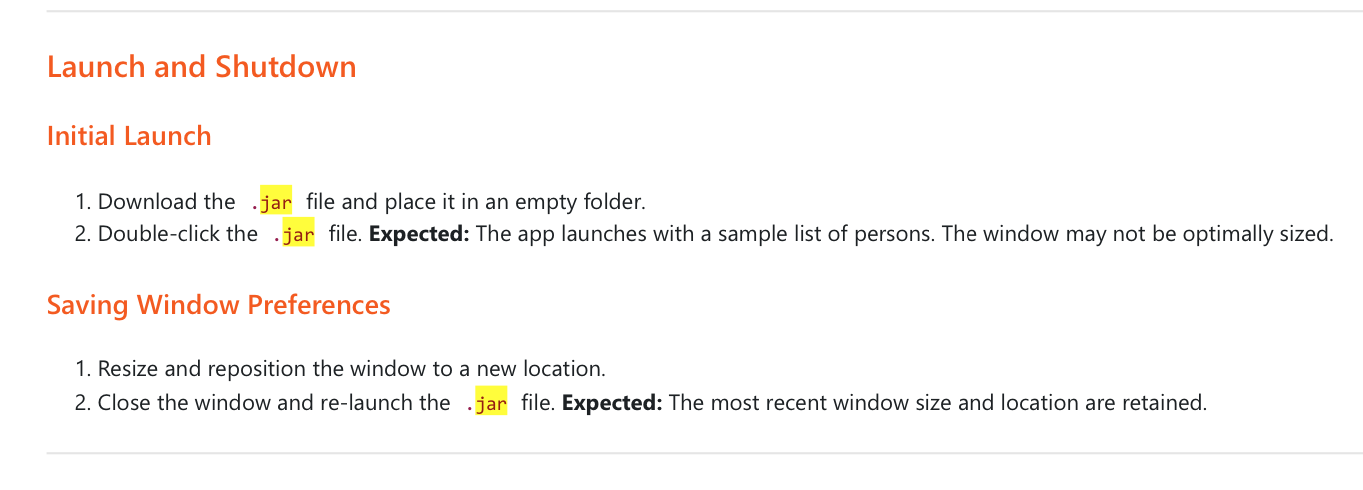 Launch and Shutdown
Initial Launch
1. Download the .jar file and place it in an empty folder.
2. Double-click the .jar file. Expected: The app launches with a sample list of persons. The window may not be optimally sized.
Saving Window Preferences
1. Resize and reposition the window to a new location.
2. Close the window and re-launch the .jar file. Expected: The most recent window size and location are retained.